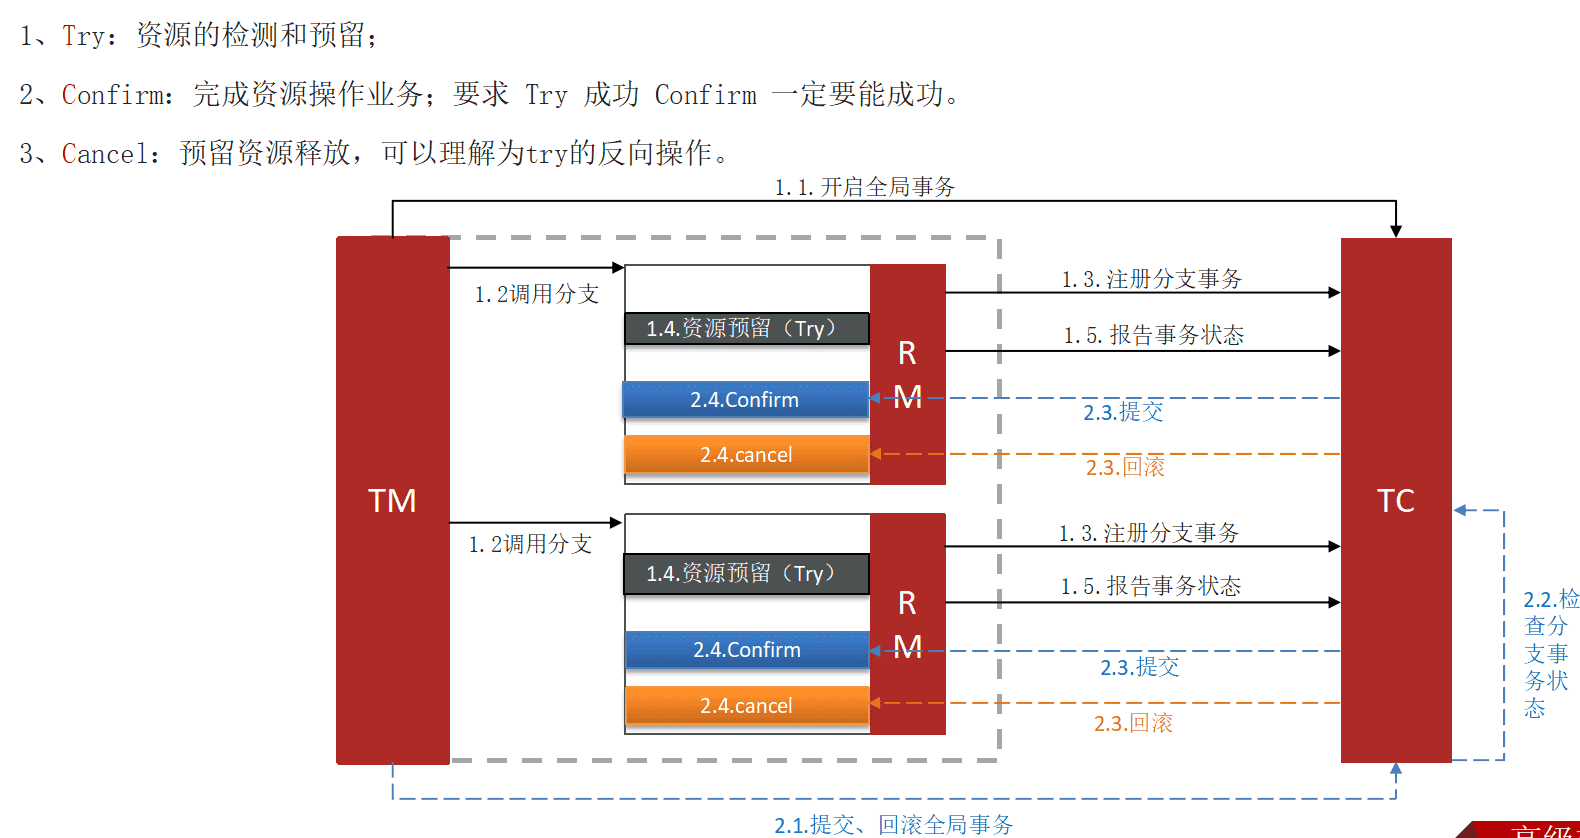 1、Try：资源的检测和预留；
2、Confirm：完成资源操作业务；要求 Try 成功 Confirm 一定要能成功。
3、Cancel：预留资源释放，可以理解为try的反向操作。
1.1.开启全局事务
TM
1.2调用分支
1.4.资源预留（Try）
2.4.Confirm
2.4.cancel
R
M
1.3.注册分支事务
1.5.报告事务状态
2.3.提交
2.3.回滚
TC
1.2调用分支
1.4.资源预留（Try）
2.4.Confirm
2.4.cancel
R
M
1.3.注册分支事务
1.5.报告事务状态
2.3.提交
2.3.回滚
2.2.检
查分
支事
务状
态
2.1.提交、回滚全局事务
高级